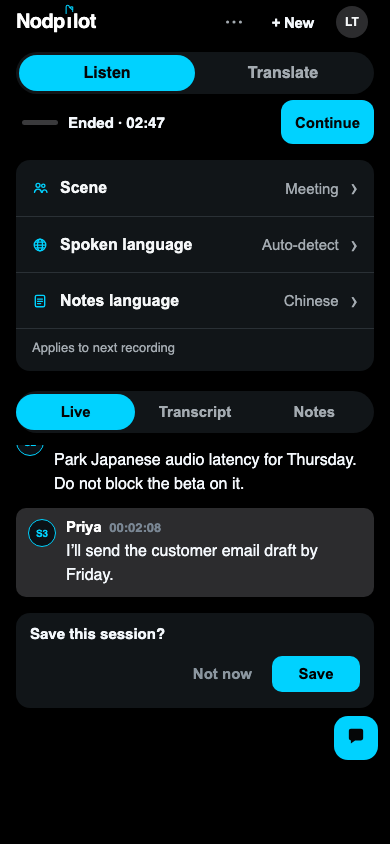 Nodpilot
+ New
LT
Listen
Translate
Ended · 02:47
Continue
Scene
Meeting
Spoken language
Auto-detect
Notes language
Chinese
Applies to next recording
Live
Transcript
Notes
Park Japanese audio latency for Thursday.
Do not block the beta on it.
S3
Priya 00:02:08
I’ll send the customer email draft by
Friday.
Save this session?
Not now
Save